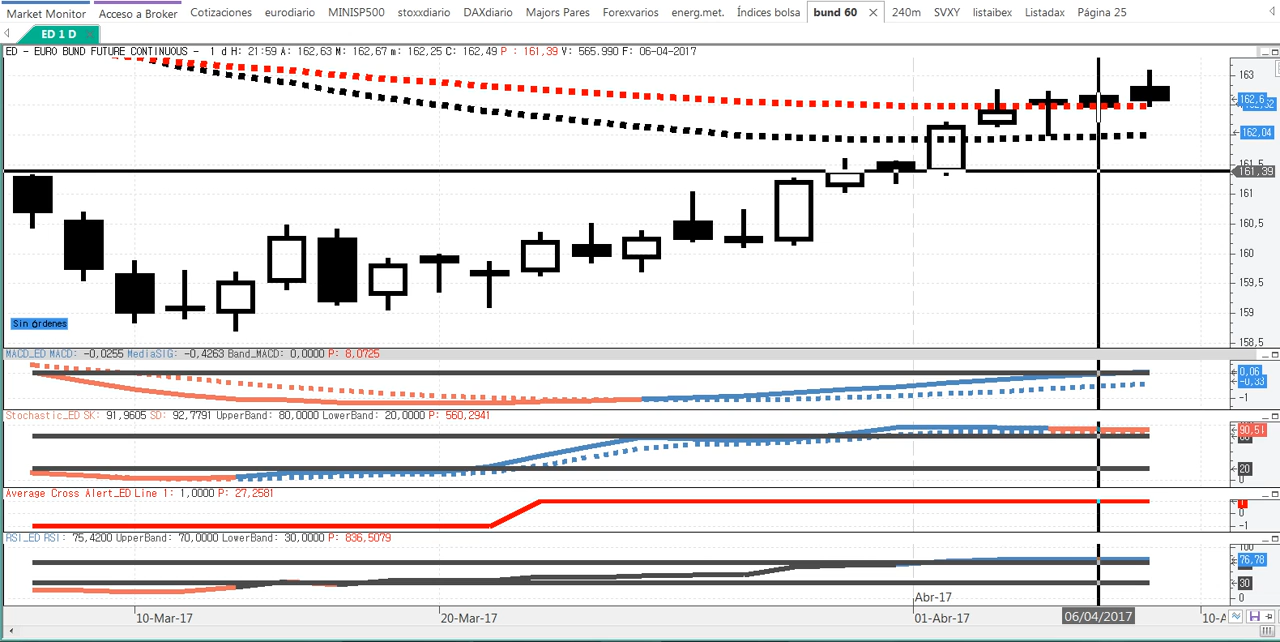 Market Monitor Acceso a Broker Cotizaciones eurodiario MINISP500 stoxxdiario DAXdiario Majors Pares Forexvarios energ.met. Índices bolsa bund 60 240m SVXY listaibex Listadax Página 25
ED 1 D
ED - EURO BUND FUTURE CONTINUOUS - 1 d H: 21:59 A: 162,63 M: 162,67 m: 162,25 C: 162,49 P : 161,39 V: 565.990 F: 06-04-2017
163
162,6
162,04
161,5
161,39
161
160,5
160
159,5
159
158,5
Sin órdenes
MACD_ED MACD: -0,0255 MediaSIG: -0,4263 Band_MACD: 0,0000 P: 8,0725
0,06
-0,33
-1
Stochastic_ED SK: 91,9605 SD: 92,7791 UpperBand: 80,0000 LowerBand: 20,0000 P: 560,2941
90,51
80
20
0
Average Cross Alert_ED Line 1: 1,0000 P: 27,2581
1
0
-1
RSI_ED RSI: 75,4200 UpperBand: 70,0000 LowerBand: 30,0000 P: 836,5079
100
76,78
30
0
Abr-17
10-Mar-17 20-Mar-17 01-Abr-17 06/04/2017 10-A